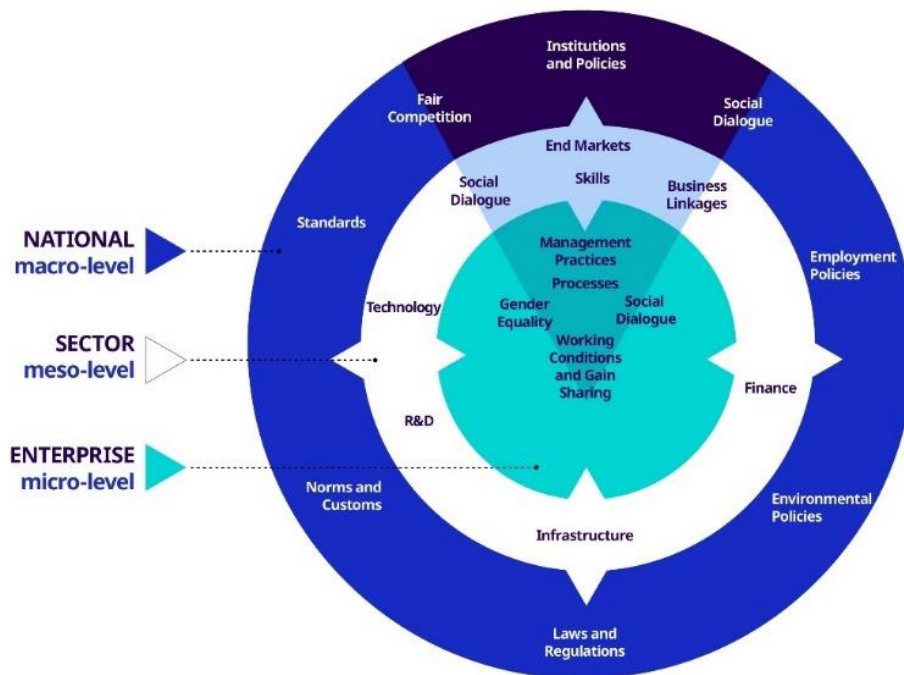 Institutions
and Policies
Fair
Competition
Social
Dialogue
End Markets
Skills
Social
Dialogue
Business
Linkages
Standards
NATIONAL
macro-level
Management
Practices
Employment
Policies
Processes
Technology
Gender
Equality
Social
Dialogue
SECTOR
meso-level
Working
Conditions
and Gain
Sharing
Finance
R&D
ENTERPRISE
micro-level
Norms and
Customs
Environmental
Policies
Infrastructure
Laws and
Regulations